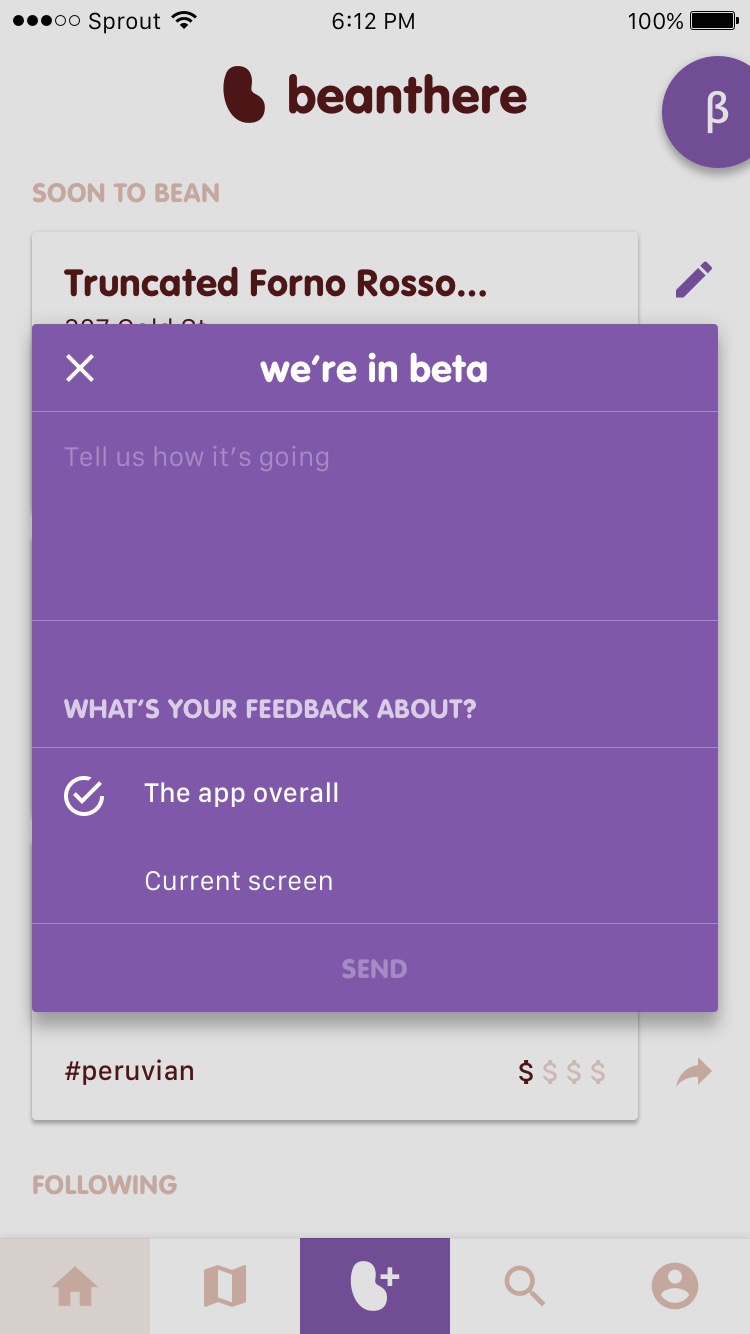 Sprout 6:12 PM 100%
beanthere
β
SOON TO BEAN
Truncated Forno Rosso...
we're in beta
Tell us how it's going
WHAT'S YOUR FEEDBACK ABOUT?
The app overall
Current screen
SEND
#peruvian $ $ $ $
FOLLOWING